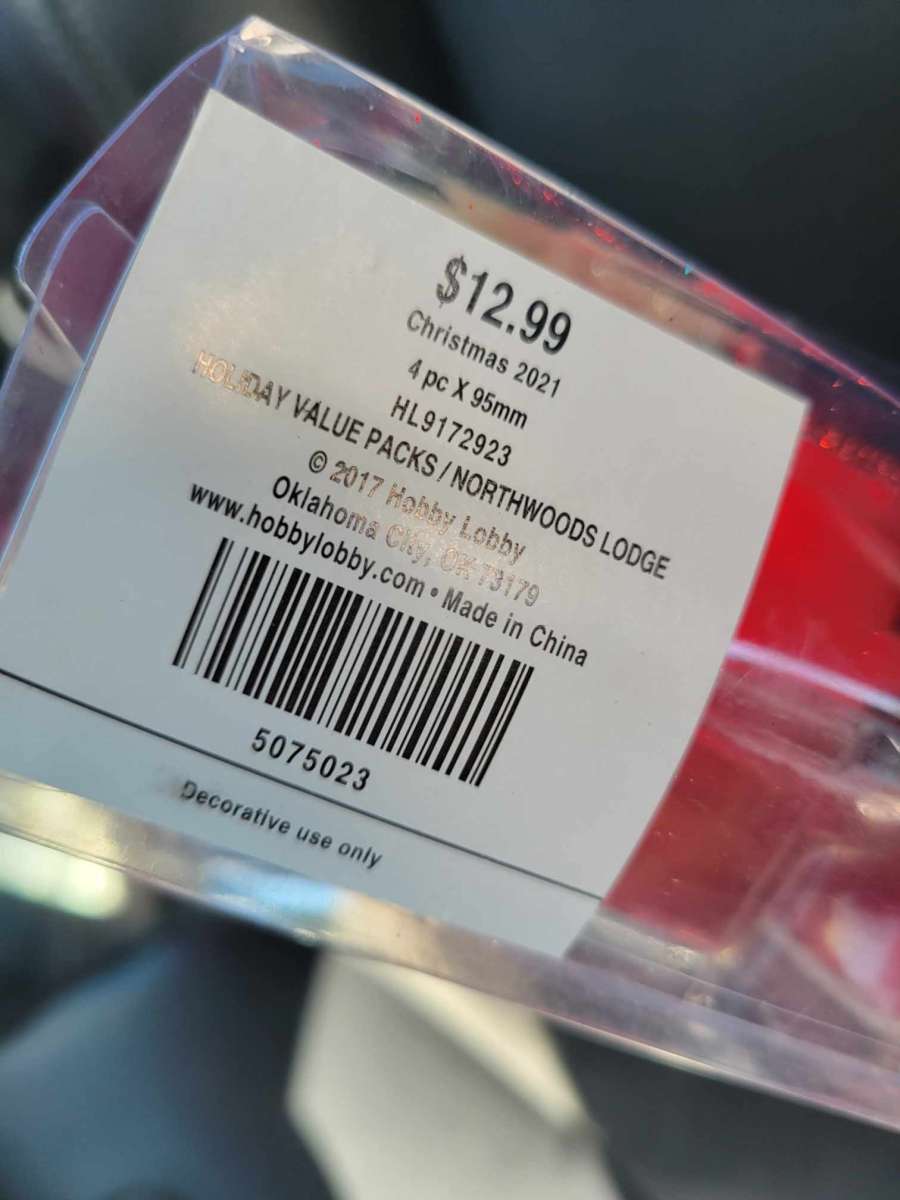 $12.99
Christmas 2021
4 pc X 95mm
HL9172923
HOLIDAY VALUE PACKS / NORTHWOODS LODGE
© 2017 Hobby Lobby
Oklahoma City, OK 73179
www.hobbylobby.com • Made in China
5075023
Decorative use only